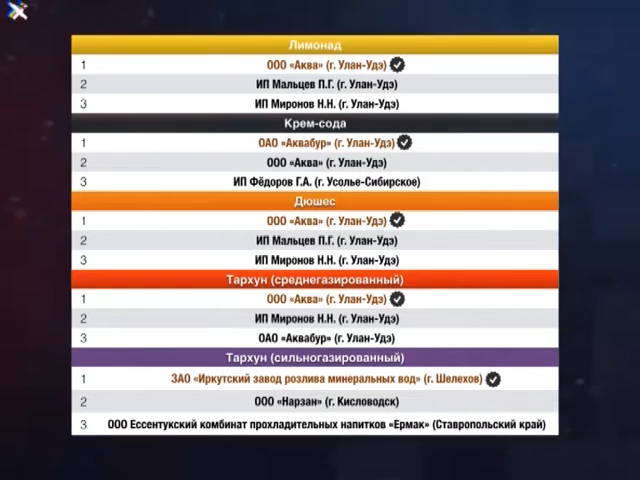 Лимонад
1 ООО «Аква» (г. Улан-Удэ)
2 ИП Мальцев П.Г. (г. Улан-Удэ)
3 ИП Миронов Н.Н. (г. Улан-Удэ)
Крем-сода
1 ОАО «Аквабур» (г. Улан-Удэ)
2 ООО «Аква» (г. Улан-Удэ)
3 ИП Фёдоров Г.А. (г. Усолье-Сибирское)
Дюшес
1 ООО «Аква» (г. Улан-Удэ)
2 ИП Мальцев П.Г. (г. Улан-Удэ)
3 ИП Миронов Н.Н. (г. Улан-Удэ)
Тархун (среднегазированный)
1 ООО «Аква» (г. Улан-Удэ)
2 ИП Миронов Н.Н. (г. Улан-Удэ)
3 ОАО «Аквабур» (г. Улан-Удэ)
Тархун (сильногазированный)
1 ЗАО «Иркутский завод розлива минеральных вод» (г. Шелехов)
2 ООО «Нарзан» (г. Кисловодск)
3 ООО Ессентукский комбинат прохладительных напитков «Ермак» (Ставропольский край)